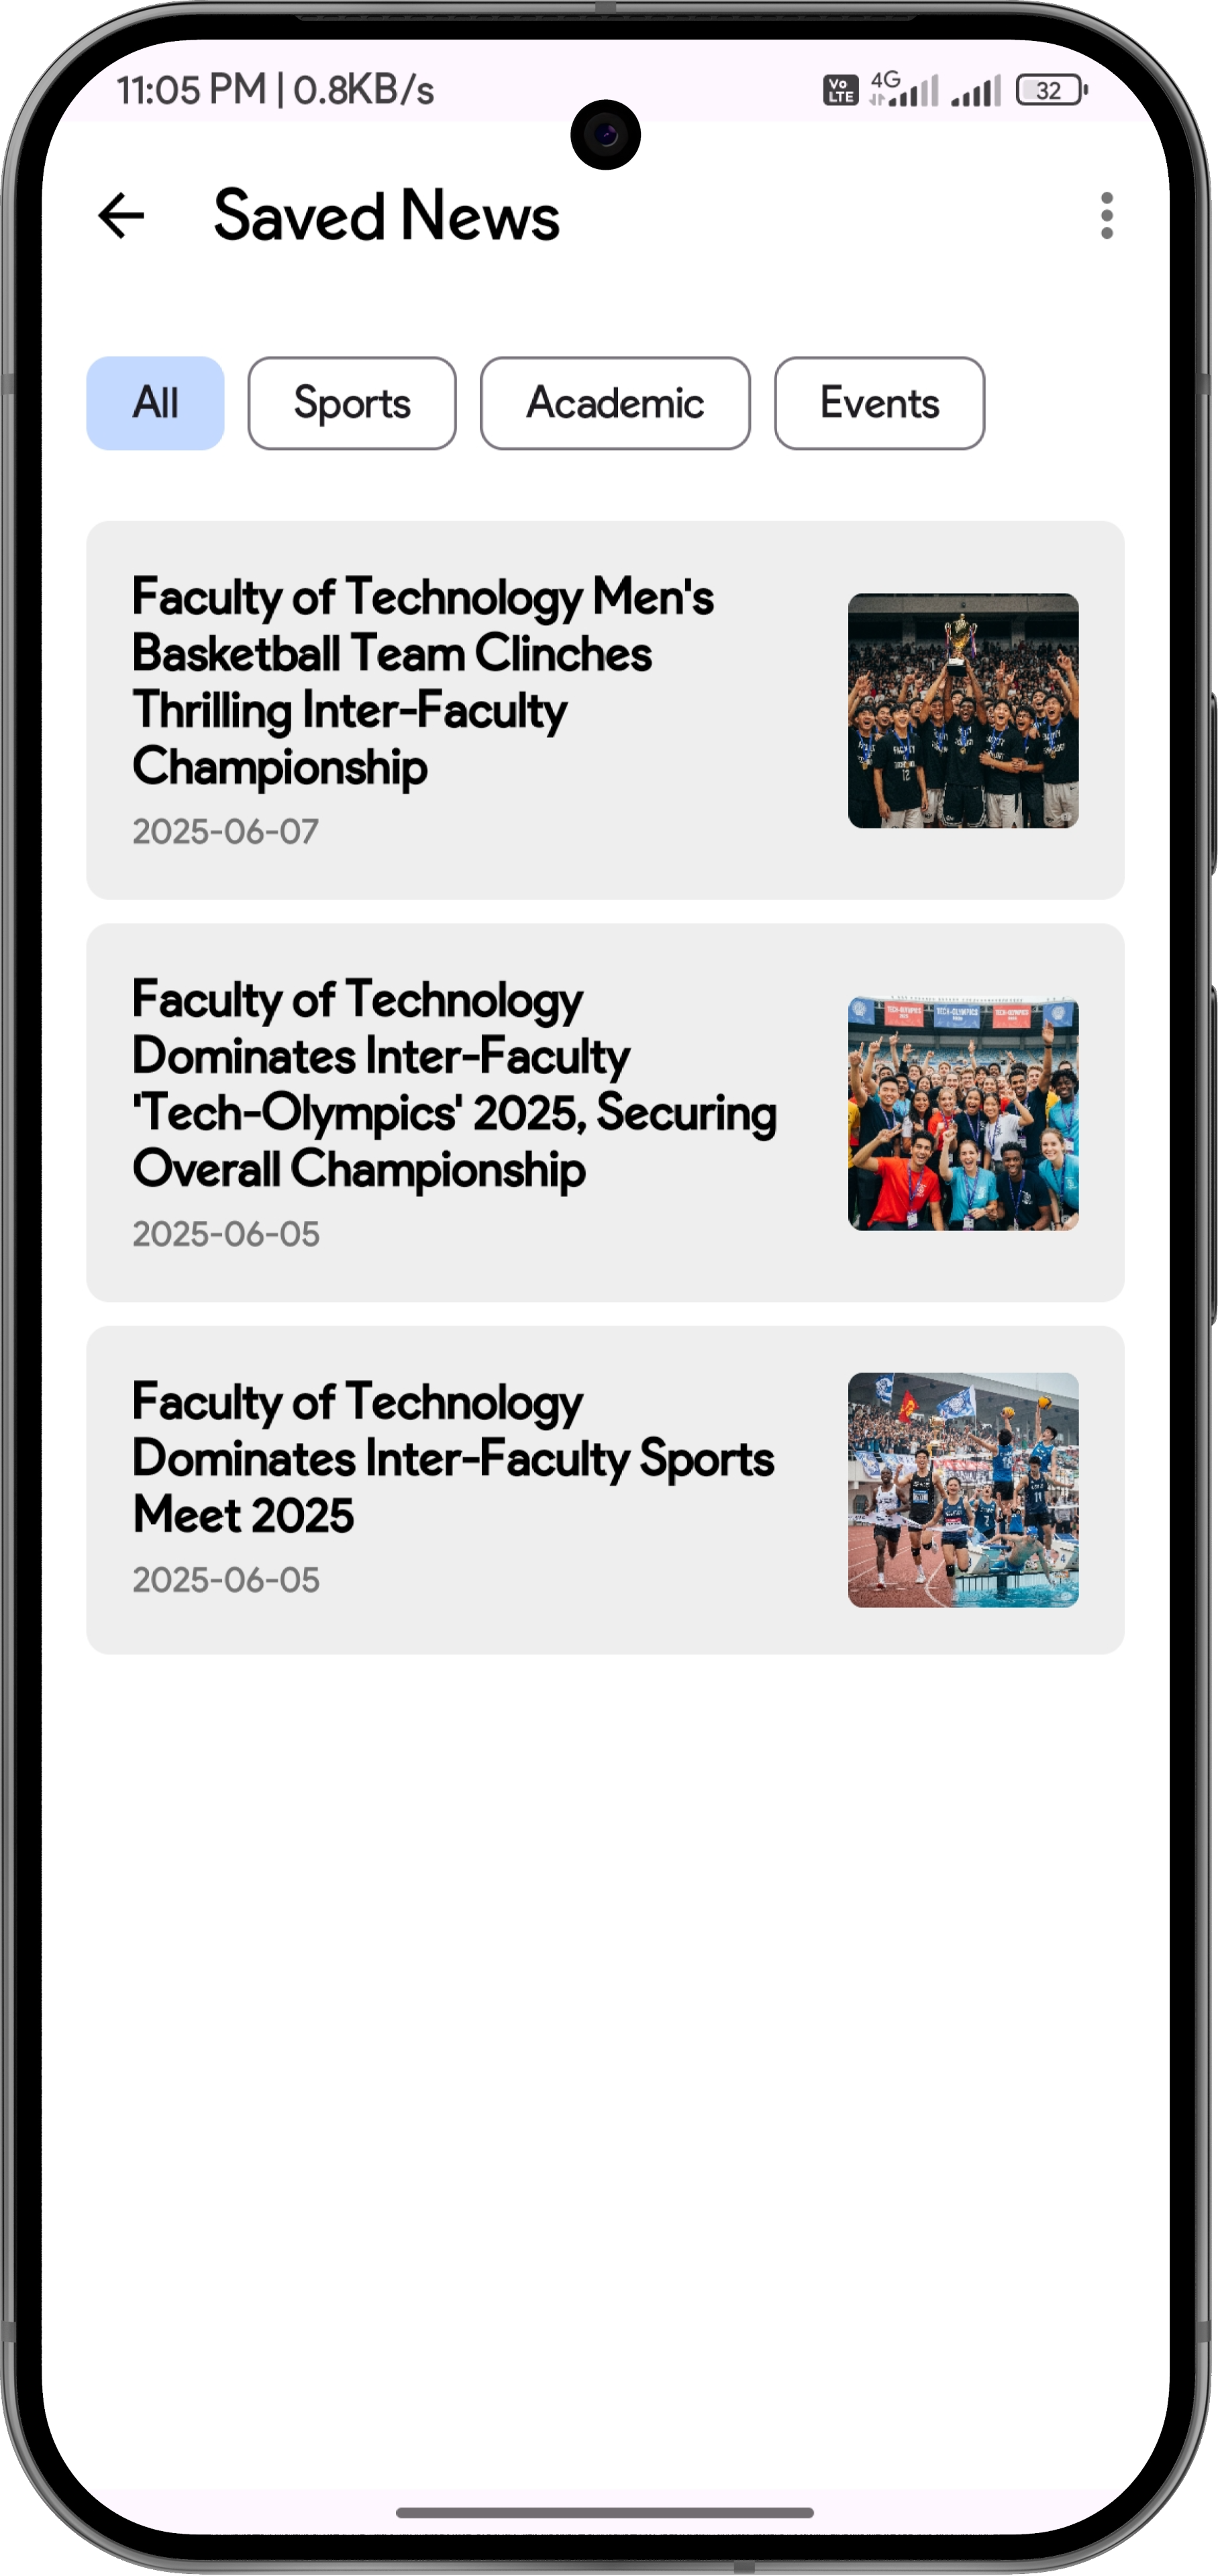 11:05 PM | 0.8KB/s
Vo
LTE
4G
32
Saved News
All
Sports
Academic
Events
Faculty of Technology Men's
Basketball Team Clinches
Thrilling Inter-Faculty
Championship
2025-06-07
Faculty of Technology
Dominates Inter-Faculty
'Tech-Olympics' 2025, Securing
Overall Championship
2025-06-05
TECH-OLYMPICS
Faculty of Technology
Dominates Inter-Faculty Sports
Meet 2025
2025-06-05